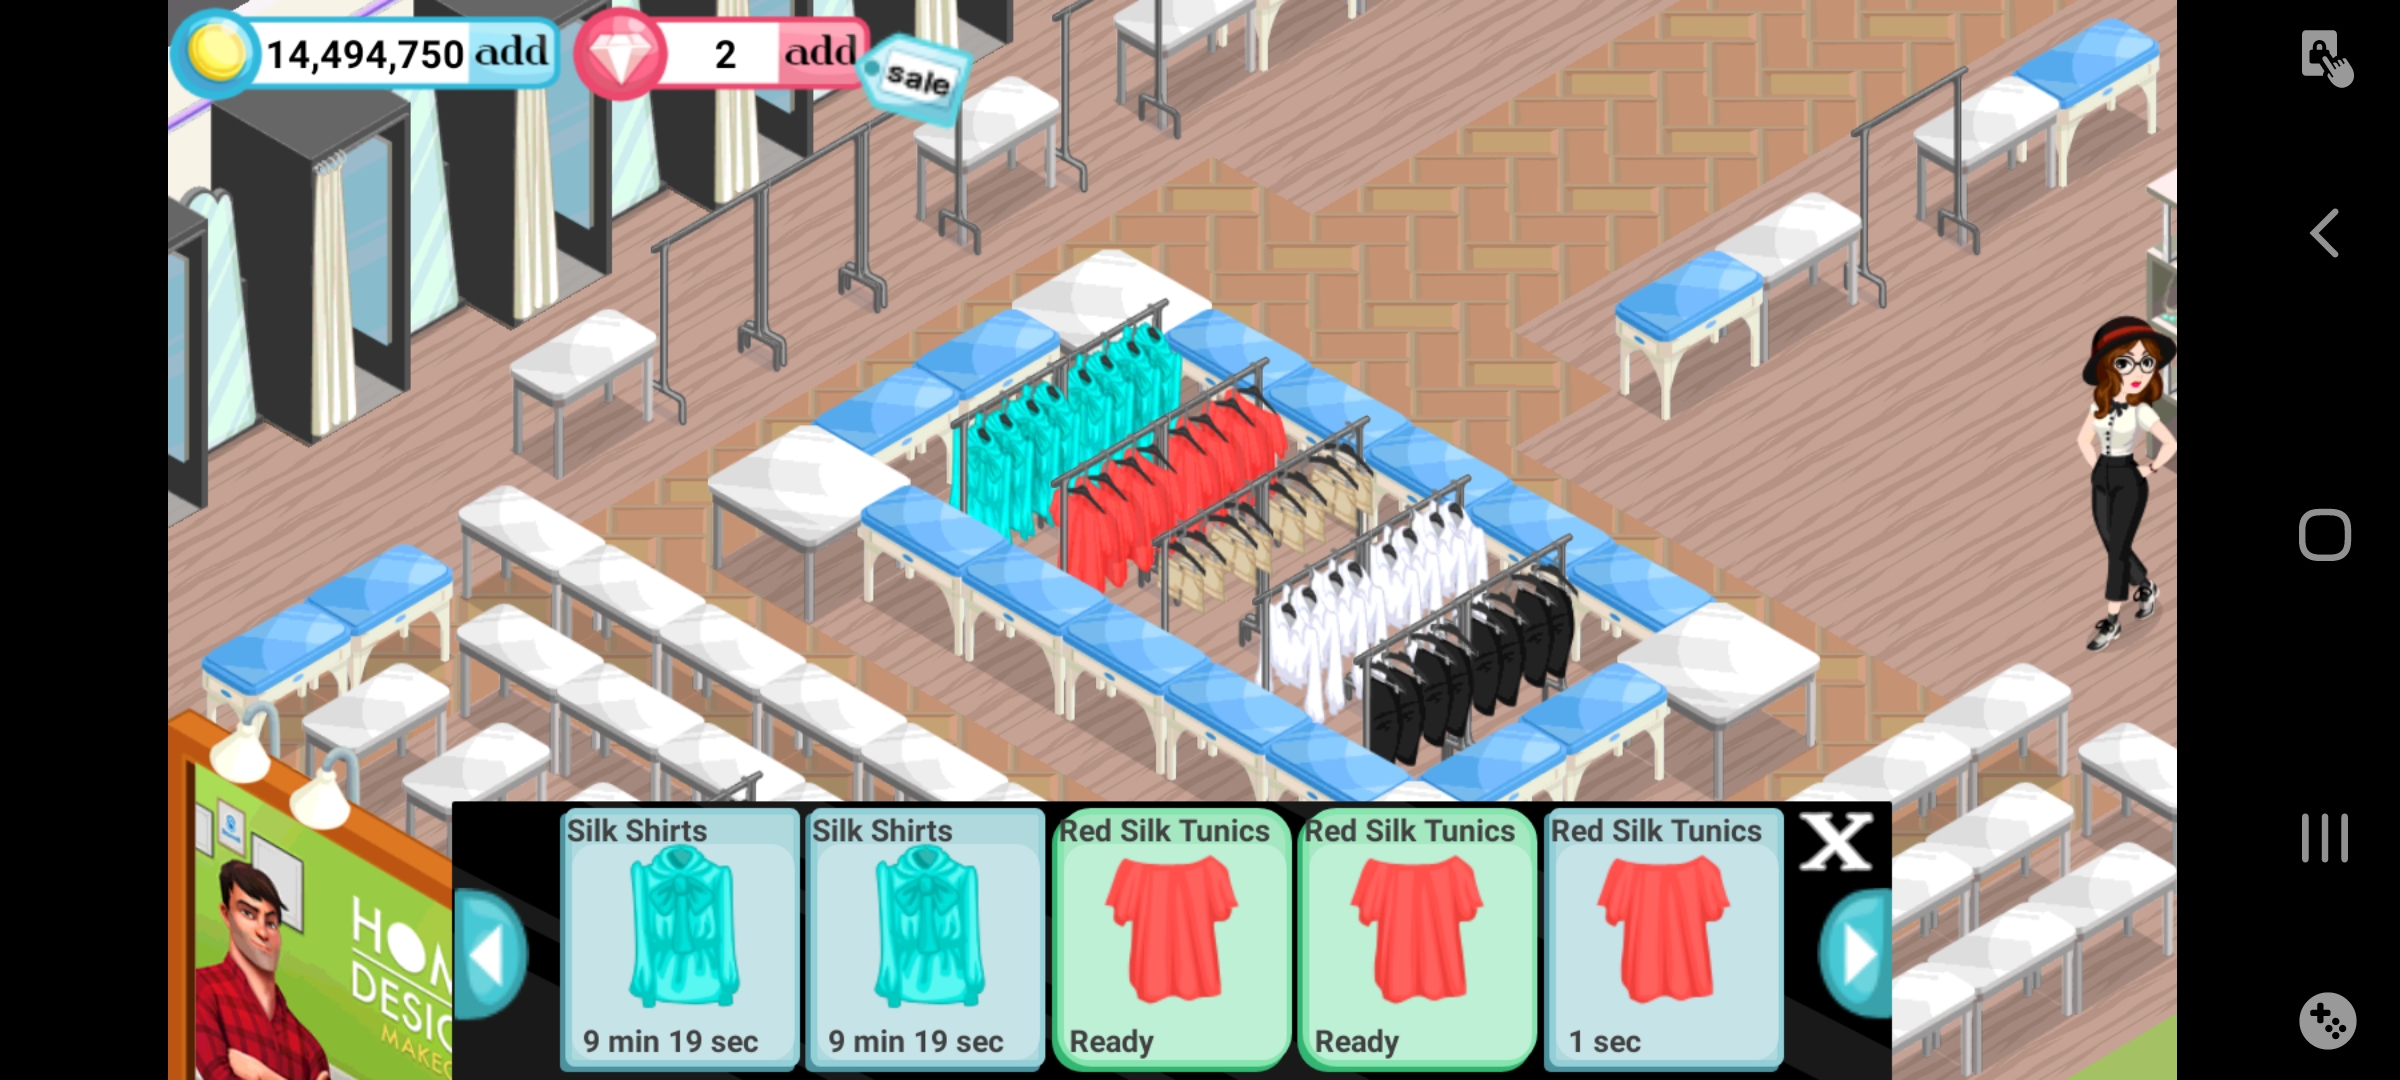 14,494,750 add
2 add
sale
Silk Shirts
9 min 19 sec
Silk Shirts
9 min 19 sec
Red Silk Tunics
Ready
Red Silk Tunics
Ready
Red Silk Tunics
1 sec
X